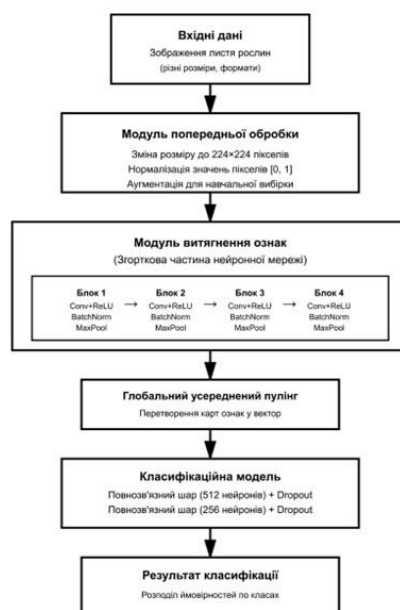 Вхідні дані
Зображення листя рослин
(різні розміри, формати)
Модуль попередньої обробки
Зміна розміру до 224×224 пікселів
Нормалізація значень пікселів [0, 1]
Аугментація для навчальної вибірки
Модуль витягнення ознак
(Згорткова частина нейронної мережі)
Блок 1 Блок 2 Блок 3 Блок 4
Conv+ReLU → Conv+ReLU → Conv+ReLU → Conv+ReLU
BatchNorm BatchNorm BatchNorm BatchNorm
MaxPool MaxPool MaxPool MaxPool
Глобальний усереднений пулінг
Перетворення карт ознак у вектор
Класифікаційна модель
Повнозв'язний шар (512 нейронів) + Dropout
Повнозв'язний шар (256 нейронів) + Dropout
Результат класифікації
Розподіл ймовірностей по класах